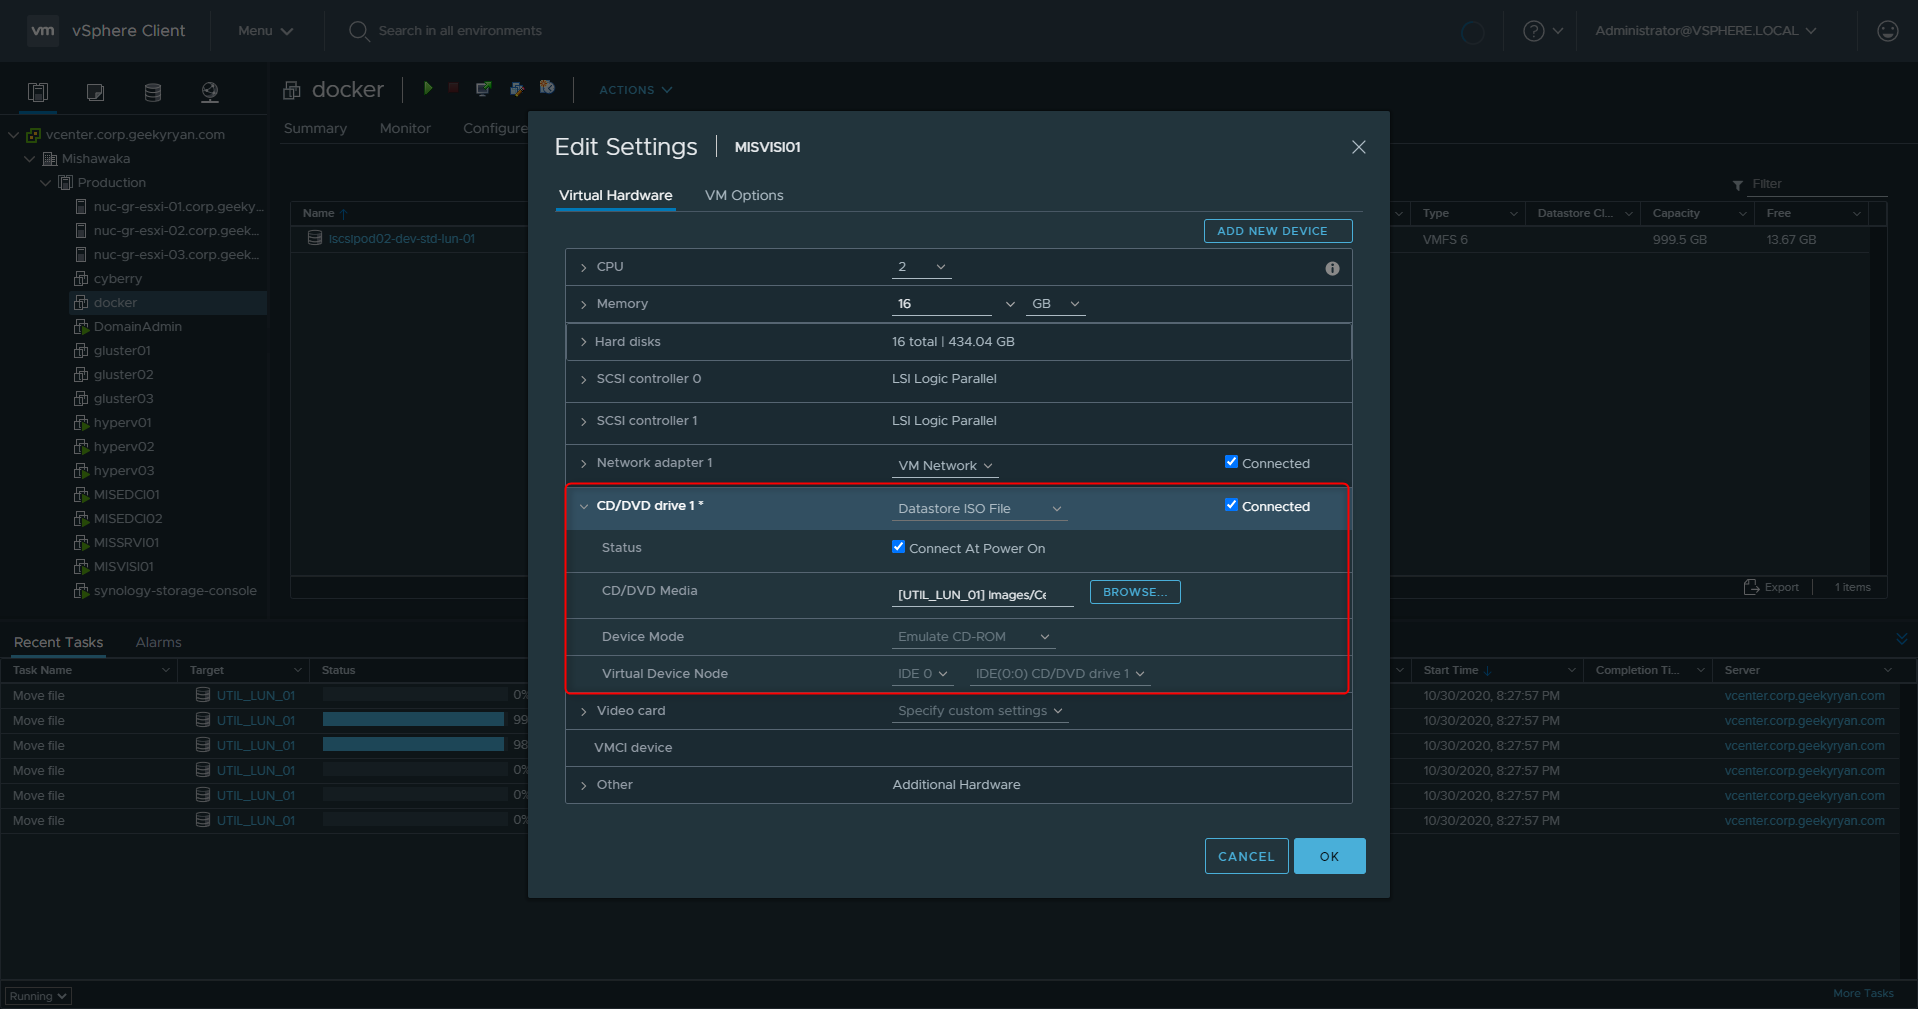 vm vSphere Client Menu Search in all environments ? Administrator@VSPHERE.LOCAL
docker ACTIONS
Summary Monitor Configure
vcenter.corp.geekyryan.com
Mishawaka
Production
nuc-gr-esxi-01.corp.geeky...
nuc-gr-esxi-02.corp.geek...
nuc-gr-esxi-03.corp.geek...
cyberry
docker
DomainAdmin
gluster01
gluster02
gluster03
hyperv01
hyperv02
hyperv03
MISEDCI01
MISEDCI02
MISSRVI01
MISVISI01
synology-storage-console
Filter
Name Type Datastore Cl... Capacity Free
iscsipod02-dev-std-lun-01 VMFS 6 999.5 GB 13.67 GB
Export 1 items
Edit Settings MISVISI01
Virtual Hardware VM Options
ADD NEW DEVICE
CPU 2
Memory 16 GB
Hard disks 16 total | 434.04 GB
SCSI controller 0 LSI Logic Parallel
SCSI controller 1 LSI Logic Parallel
Network adapter 1 VM Network Connected
CD/DVD drive 1 * Datastore ISO File Connected
Status Connect At Power On
CD/DVD Media [UTIL_LUN_01] Images/Ce BROWSE...
Device Mode Emulate CD-ROM
Virtual Device Node IDE 0 IDE(0:0) CD/DVD drive 1
Video card Specify custom settings
VMCI device
Other Additional Hardware
CANCEL OK
Recent Tasks Alarms
Task Name Target Status Start Time Completion Ti... Server
Move file UTIL_LUN_01 0% 10/30/2020, 8:27:57 PM vcenter.corp.geekyryan.com
Move file UTIL_LUN_01 99 10/30/2020, 8:27:57 PM vcenter.corp.geekyryan.com
Move file UTIL_LUN_01 98 10/30/2020, 8:27:57 PM vcenter.corp.geekyryan.com
Move file UTIL_LUN_01 0% 10/30/2020, 8:27:57 PM vcenter.corp.geekyryan.com
Move file UTIL_LUN_01 0% 10/30/2020, 8:27:57 PM vcenter.corp.geekyryan.com
Move file UTIL_LUN_01 0% 10/30/2020, 8:27:57 PM vcenter.corp.geekyryan.com
Running More Tasks